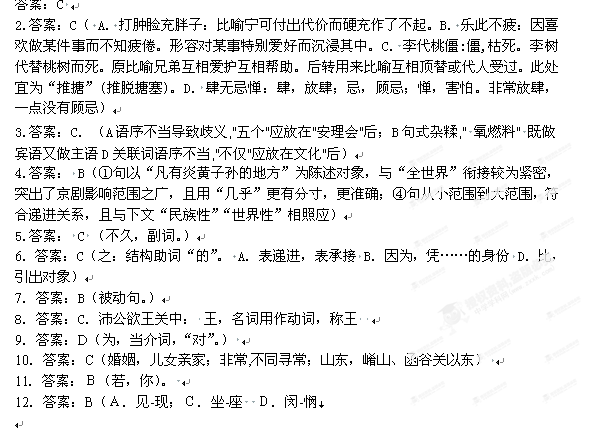 答案：C
2.答案：C（ A. 打肿脸充胖子：比喻宁可付出代价而硬充作了不起。B. 乐此不疲：因喜
欢做某件事而不知疲倦。形容对某事特别爱好而沉浸其中。C. 李代桃僵:僵,枯死。李树
代替桃树而死。原比喻兄弟互相爱护互相帮助。后转用来比喻互相顶替或代人受过。此处
宜为“推搪”(推脱搪塞)。D. 肆无忌惮：肆，放肆；忌，顾忌；惮，害怕。非常放肆，
一点没有顾忌）
3.答案：C. （A 语序不当导致歧义,"五个"应放在"安理会"后；B 句式杂糅," 氧燃料" 既做
宾语又做主语 D 关联词语序不当,"不仅"应放在文化"后）
4.答案： B（①句以“凡有炎黄子孙的地方”为陈述对象，与“全世界”衔接较为紧密，
突出了京剧影响范围之广，且用“几乎”更有分寸，更准确；④句从小范围到大范围，符
合递进关系，且与下文“民族性”“世界性”相照应）
5.答案： C （不久，副词。）
6. 答案：C（之：结构助词“的”。 A. 表递进，表承接 B. 因为，凭……的身份 D. 比，
引出对象）
7. 答案：B（被动句。）
8. 答案：C. 沛公欲王关中： 王，名词用作动词，称王
9. 答案：D（为，当介词，“对”。）
10. 答案：C（婚姻，儿女亲家；非常,不同寻常；山东，崤山、函谷关以东）
11. 答案：B（若，你）。
12. 答案：B（A．见-现；C．坐-座 D．闵-悯